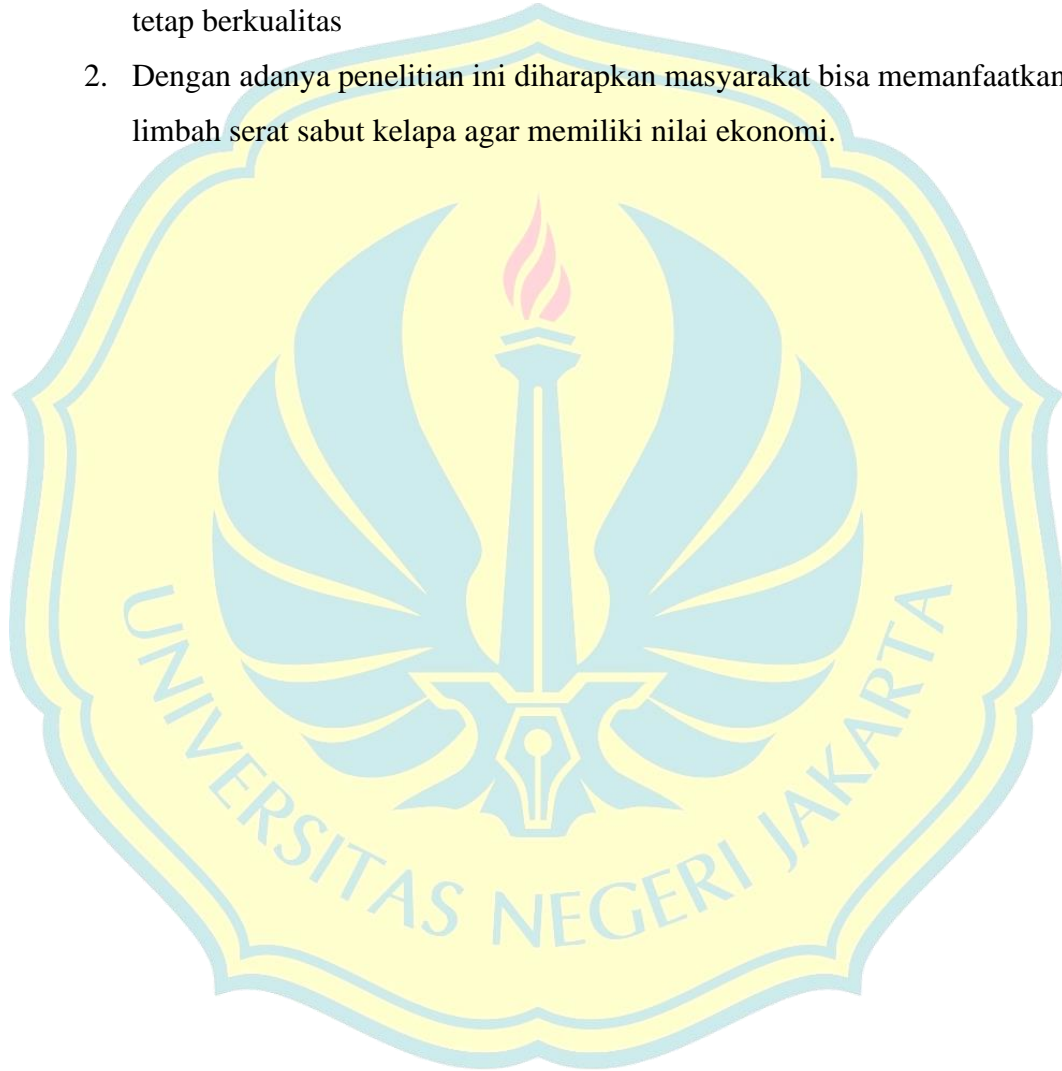 tetap berkualitas
2. Dengan adanya penelitian ini diharapkan masyarakat bisa memanfaatkan
limbah serat sabut kelapa agar memiliki nilai ekonomi.
UNIVERSITAS NEGERI JAKARTA